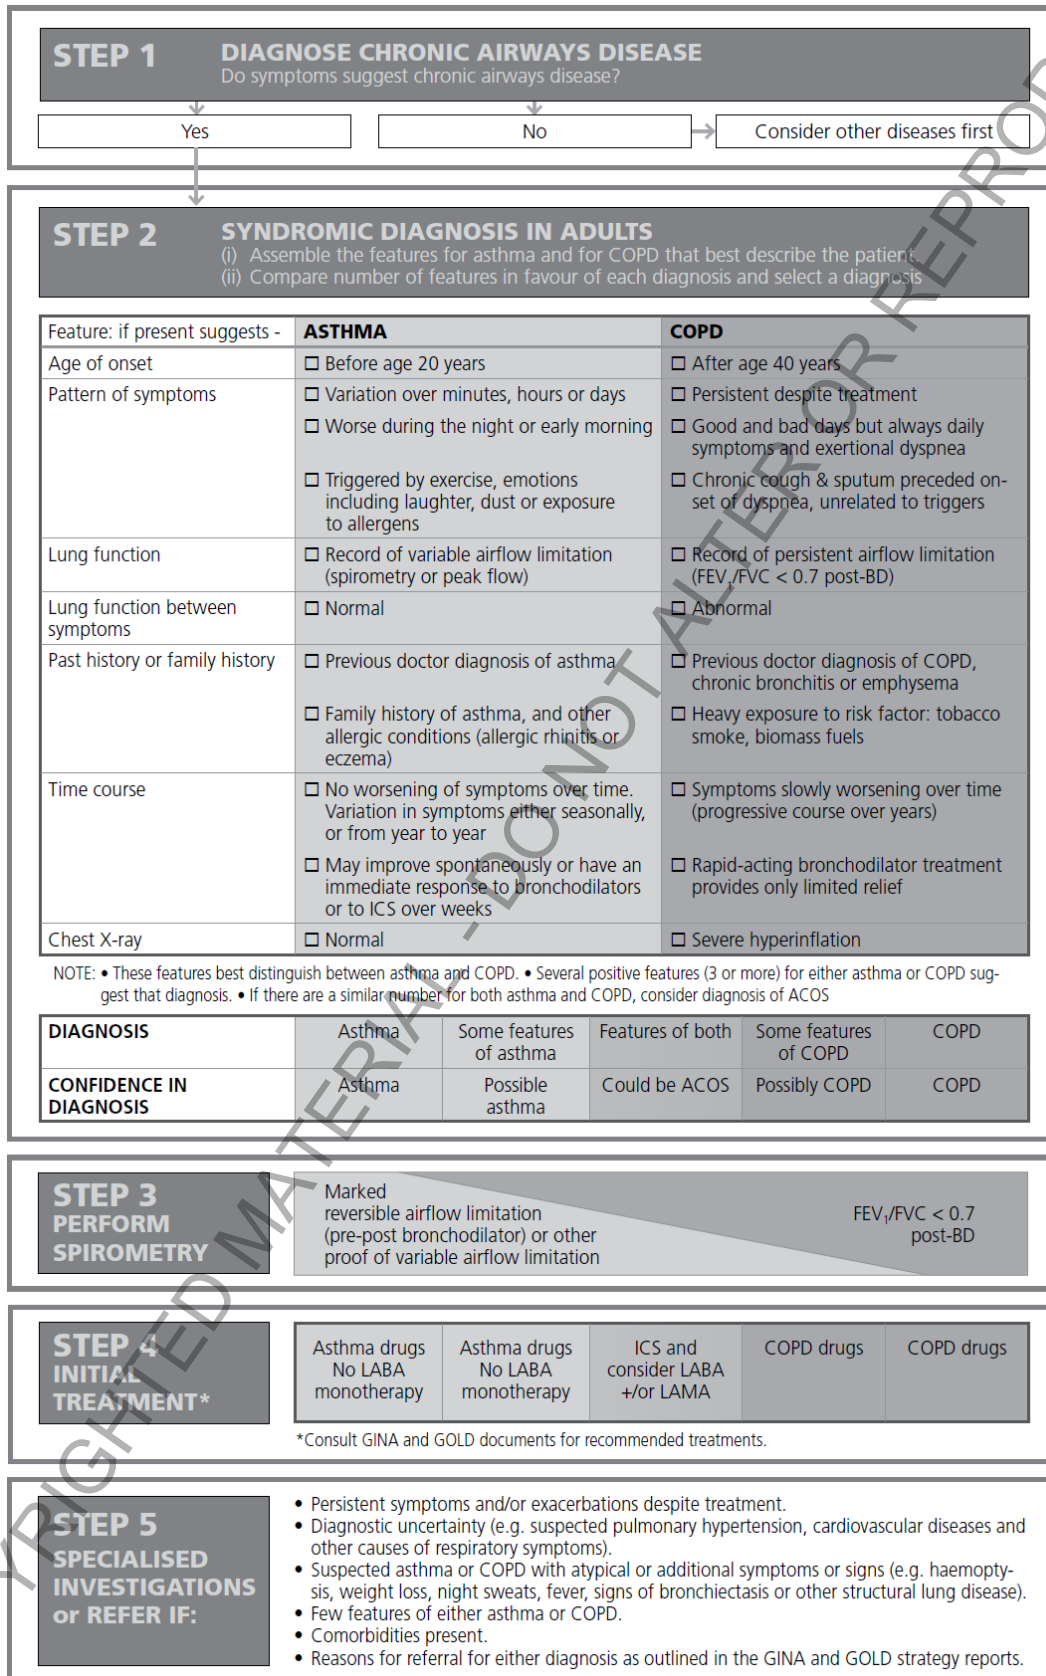 STEP 1
DIAGNOSE CHRONIC AIRWAYS DISEASE
Do symptoms suggest chronic airways disease?
Yes
No
Consider other diseases first
STEP 2
SYNDROMIC DIAGNOSIS IN ADULTS
(i) Assemble the features for asthma and for COPD that best describe the patient.
(ii) Compare number of features in favour of each diagnosis and select a diagnosis
Feature: if present suggests - ASTHMA COPD
Age of onset
☐ Before age 20 years
☐ After age 40 years
Pattern of symptoms
☐ Variation over minutes, hours or days
☐ Persistent despite treatment
☐ Worse during the night or early morning
☐ Good and bad days but always daily
symptoms and exertional dyspnea
☐ Triggered by exercise, emotions
including laughter, dust or exposure
to allergens
☐ Chronic cough & sputum preceded on-
set of dyspnea, unrelated to triggers
Lung function
☐ Record of variable airflow limitation
(spirometry or peak flow)
☐ Record of persistent airflow limitation
(FEV₁/FVC < 0.7 post-BD)
Lung function between
symptoms
☐ Normal
☐ Abnormal
Past history or family history
☐ Previous doctor diagnosis of asthma
☐ Previous doctor diagnosis of COPD,
chronic bronchitis or emphysema
☐ Family history of asthma, and other
allergic conditions (allergic rhinitis or
eczema)
☐ Heavy exposure to risk factor: tobacco
smoke, biomass fuels
Time course
☐ No worsening of symptoms over time.
Variation in symptoms either seasonally,
or from year to year
☐ Symptoms slowly worsening over time
(progressive course over years)
☐ May improve spontaneously or have an
immediate response to bronchodilators
or to ICS over weeks
☐ Rapid-acting bronchodilator treatment
provides only limited relief
Chest X-ray
☐ Normal
☐ Severe hyperinflation
NOTE: • These features best distinguish between asthma and COPD. • Several positive features (3 or more) for either asthma or COPD sug-
gest that diagnosis. • If there are a similar number for both asthma and COPD, consider diagnosis of ACOS
DIAGNOSIS
Asthma
Some features
of asthma
Features of both
Some features
of COPD
COPD
CONFIDENCE IN
DIAGNOSIS
Asthma
Possible
asthma
Could be ACOS
Possibly COPD
COPD
STEP 3
PERFORM
SPIROMETRY
Marked
reversible airflow limitation
(pre-post bronchodilator) or other
proof of variable airflow limitation
FEV₁/FVC < 0.7
post-BD
STEP 4
INITIAL
TREATMENT*
Asthma drugs
No LABA
monotherapy
Asthma drugs
No LABA
monotherapy
ICS and
consider LABA
+/or LAMA
COPD drugs
COPD drugs
*Consult GINA and GOLD documents for recommended treatments.
STEP 5
SPECIALISED
INVESTIGATIONS
or REFER IF:
• Persistent symptoms and/or exacerbations despite treatment.
• Diagnostic uncertainty (e.g. suspected pulmonary hypertension, cardiovascular diseases and
other causes of respiratory symptoms).
• Suspected asthma or COPD with atypical or additional symptoms or signs (e.g. haemopty-
sis, weight loss, night sweats, fever, signs of bronchiectasis or other structural lung disease).
• Few features of either asthma or COPD.
• Comorbidities present.
• Reasons for referral for either diagnosis as outlined in the GINA and GOLD strategy reports.
YRIGHTED MATERIAL - DO NOT ALTER OR REPROD